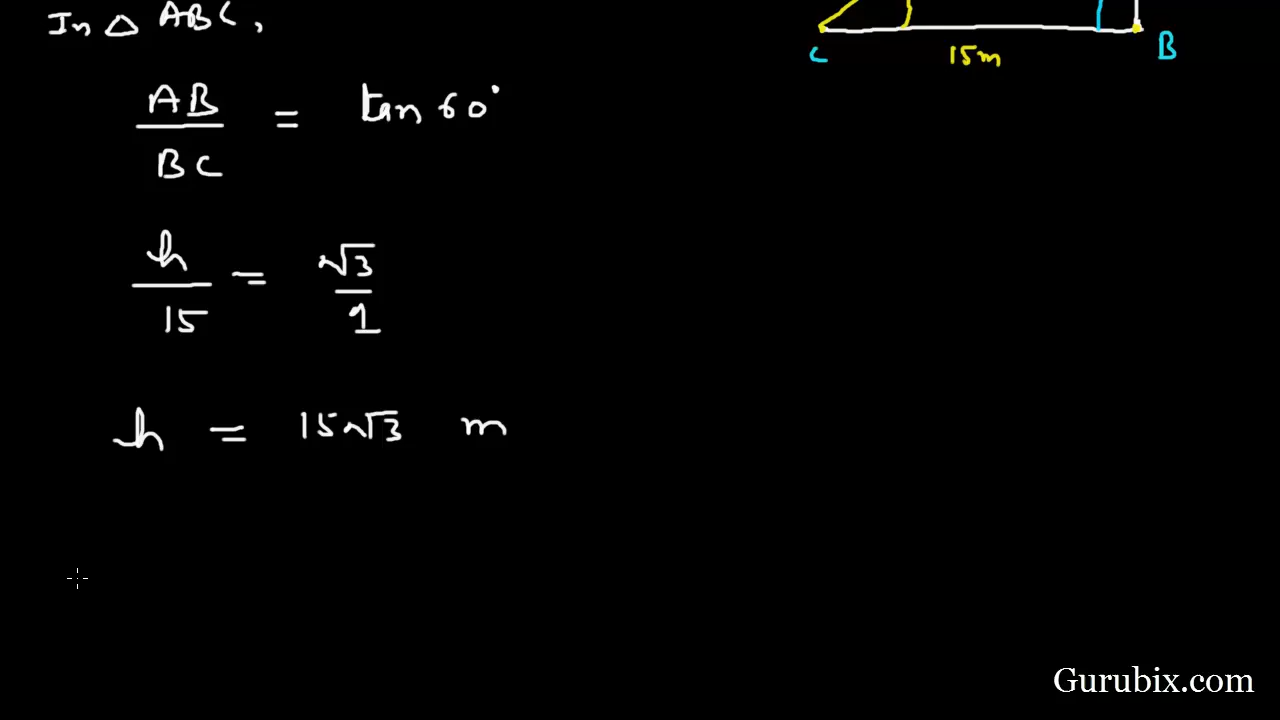 In △ ABC,
C 15m B
AB/BC = tan 60°
h/15 = √3/1
h = 15√3 m
Gurubix.com